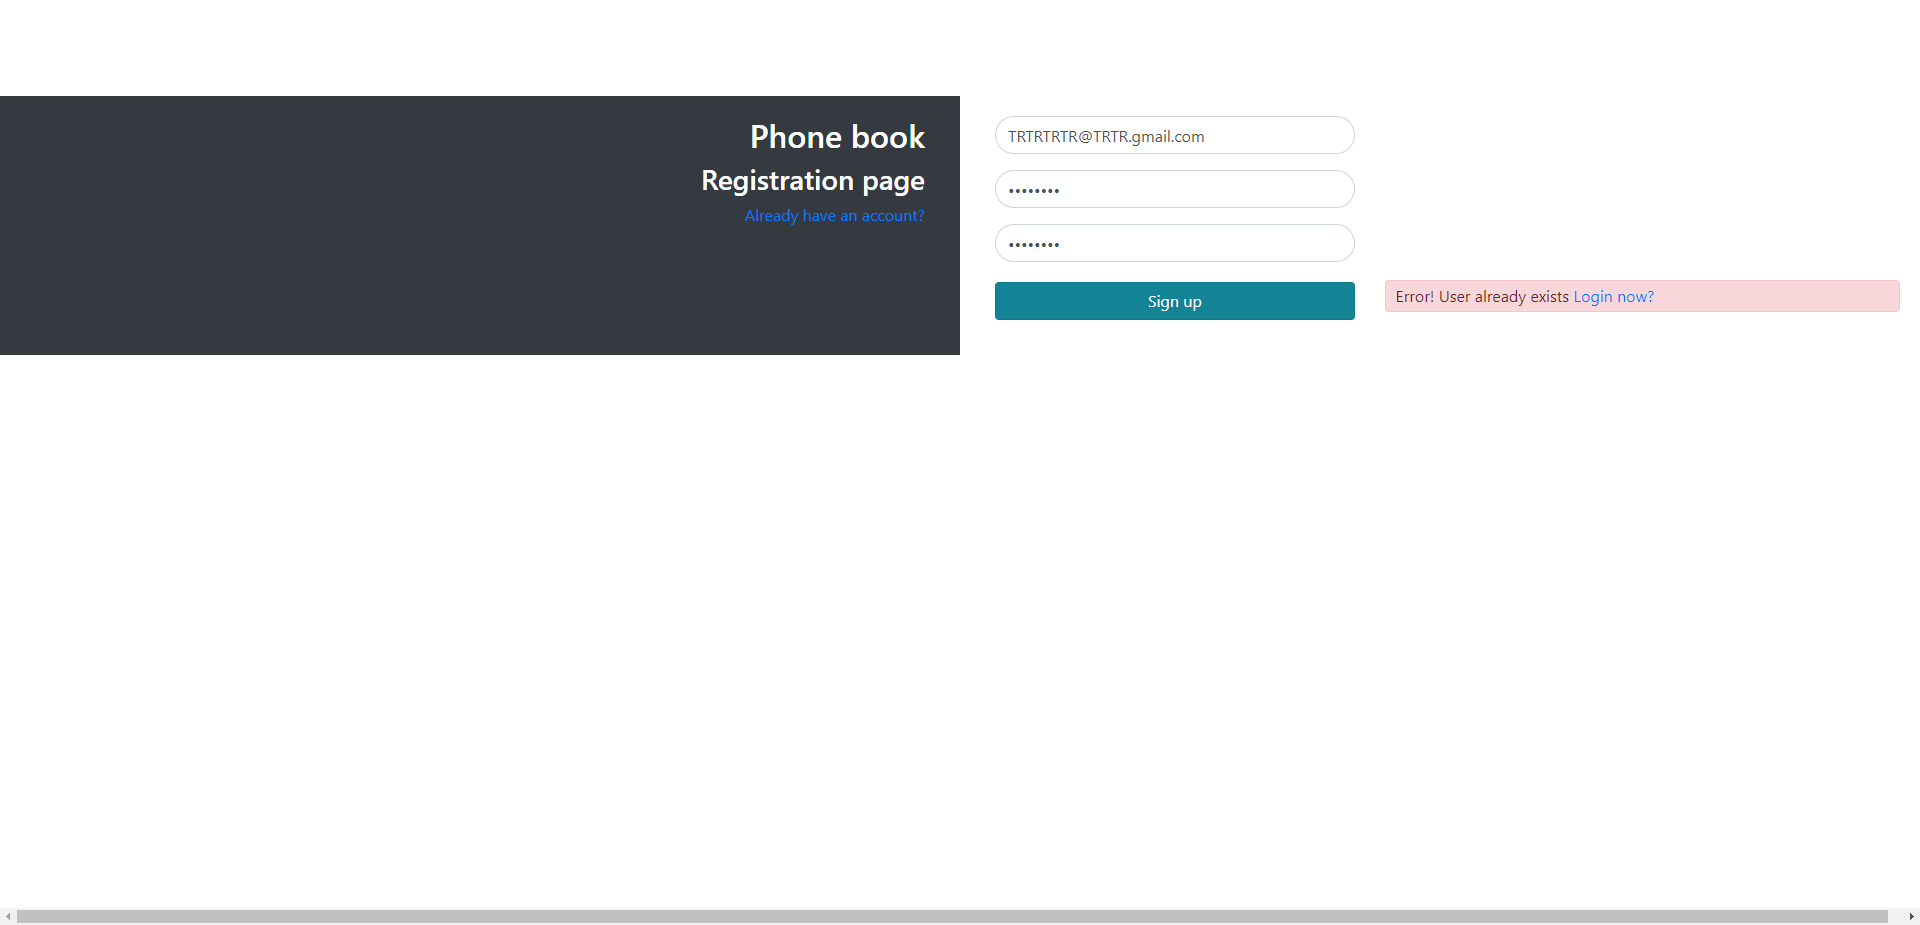 Phone book
Registration page
Already have an account?
TRTRTRTR@TRTR.gmail.com
••••••••
••••••••
Sign up
Error! User already exists Login now?